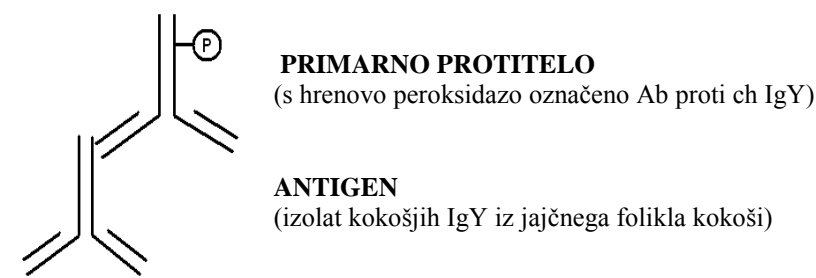 P
PRIMARNO PROTITELO
(s hrenovo peroksidazo označeno Ab proti ch IgY)
ANTIGEN
(izolat kokošjih IgY iz jajčnega folikla kokoši)